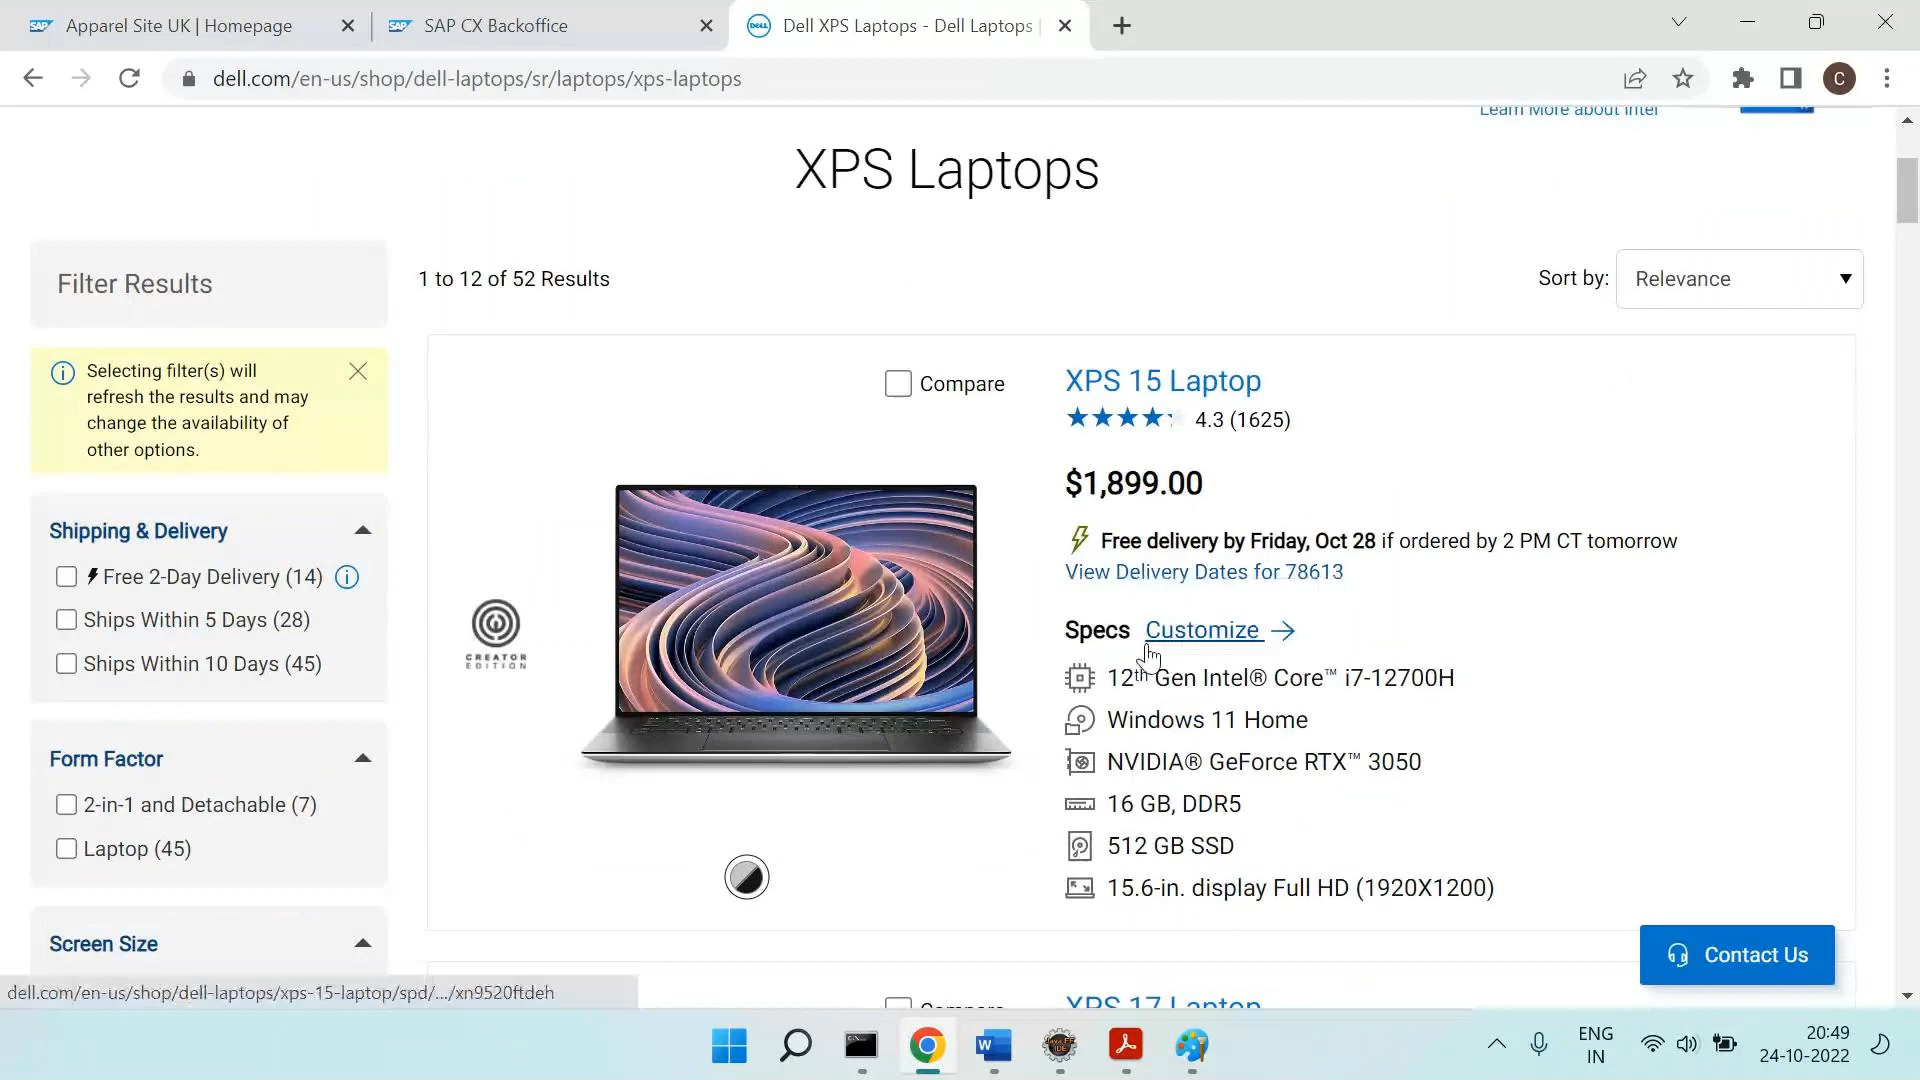 Apparel Site UK | Homepage
SAP CX Backoffice
Dell XPS Laptops - Dell Laptops |
dell.com/en-us/shop/dell-laptops/sr/laptops/xps-laptops
C
Learn More about Intel
XPS Laptops
Filter Results
1 to 12 of 52 Results
Sort by:
Relevance
Selecting filter(s) will
refresh the results and may
change the availability of
other options.
Shipping & Delivery
Free 2-Day Delivery (14)
Ships Within 5 Days (28)
Ships Within 10 Days (45)
Form Factor
2-in-1 and Detachable (7)
Laptop (45)
Screen Size
Compare
CREATOR
EDITION
XPS 15 Laptop
4.3 (1625)
$1,899.00
Free delivery by Friday, Oct 28 if ordered by 2 PM CT tomorrow
View Delivery Dates for 78613
Specs Customize
12th Gen Intel® Core™ i7-12700H
Windows 11 Home
NVIDIA® GeForce RTX™ 3050
16 GB, DDR5
512 GB SSD
15.6-in. display Full HD (1920X1200)
Contact Us
Compare
XPS 17 Laptop
dell.com/en-us/shop/dell-laptops/xps-15-laptop/spd/.../xn9520ftdeh
ENG
IN
20:49
24-10-2022